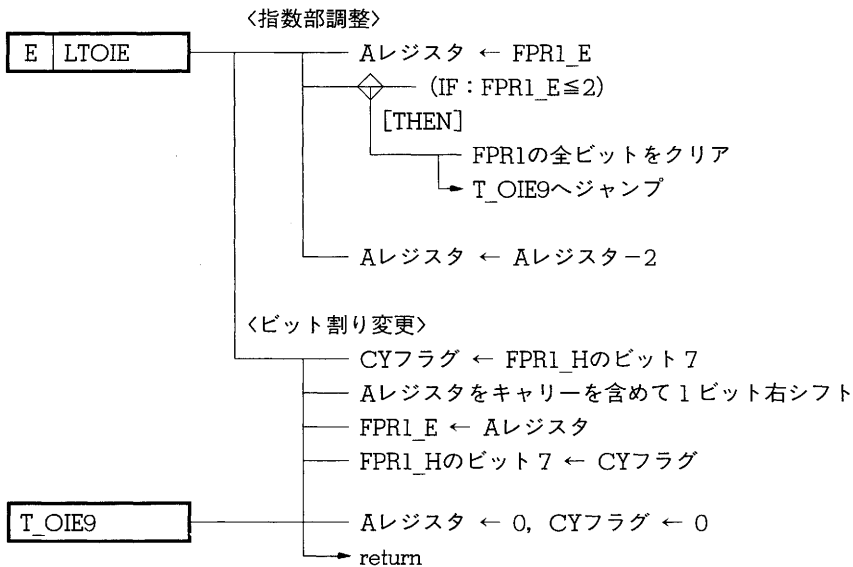 〈指数部調整〉
E LTOIE
Aレジスタ ← FPR1_E
(IF：FPR1_E≦2)
[THEN]
FPR1の全ビットをクリア
T_OIE9へジャンプ
Aレジスタ ← Aレジスター2
〈ビット割り変更〉
CYフラグ ← FPR1_Hのビット7
Aレジスタをキャリーを含めて1ビット右シフト
FPR1_E ← Aレジスタ
FPR1_Hのビット7 ← CYフラグ
T_OIE9
Aレジスタ ← 0, CYフラグ ← 0
return